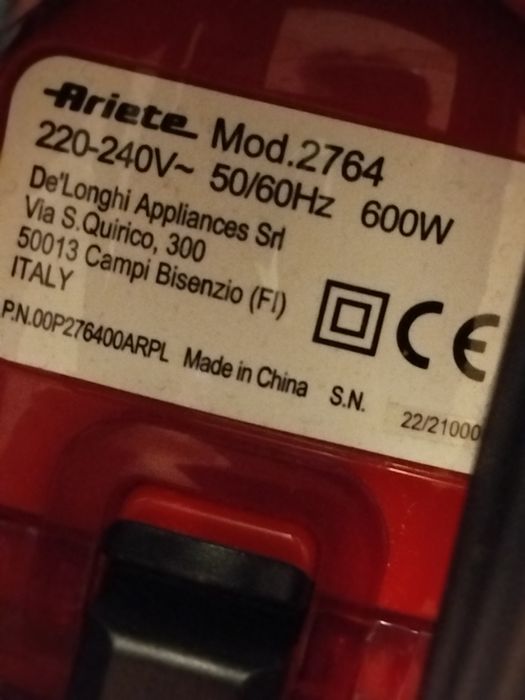 Ariete Mod.2764
220-240V~ 50/60Hz 600W
De'Longhi Appliances Srl
Via S.Quirico, 300
50013 Campi Bisenzio (FI)
ITALY
P.N.00P276400ARPL Made in China S.N. 22/21000
CE